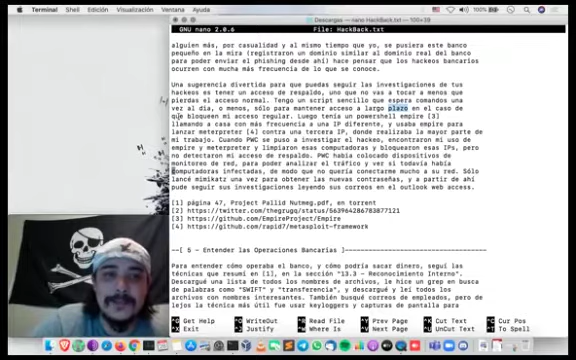 Terminal Shell Edición Visualización Ventana Ayuda
100%
Descargas — nano HackBack.txt — 100×39
GNU nano 2.0.6 File: HackBack.txt
alguien más, por casualidad y al mismo tiempo que yo, se pusiera este banco
pequeño en la mira (registraron un dominio similar al dominio real del banco
para poder enviar el phishing desde ahí) hace pensar que los hackeos bancarios
ocurren con mucha más frecuencia de lo que se conoce.
Una sugerencia divertida para que puedas seguir las investigaciones de tus
hackeos es tener un acceso de respaldo, uno que no vas a tocar a menos que
pierdas el acceso normal. Tengo un script sencillo que espera comandos una
vez al día, o menos, sólo para mantener acceso a largo plazo en el caso de
que bloqueen mi acceso regular. Luego tenía un powershell empire [3]
llamando a casa con más frecuencia a una IP diferente, y usaba empire para
lanzar meterpreter [4] contra una tercera IP, donde realizaba la mayor parte de
mi trabajo. Cuando PWC se puso a investigar el hackeo, encontraron mi uso de
empire y meterpreter y limpiaron esas computadoras y bloquearon esas IPs, pero
no detectaron mi acceso de respaldo. PWC había colocado dispositivos de
monitoreo de red, para poder analizar el tráfico y ver si todavía había
computadoras infectadas, de modo que no quería conectarme mucho a su red. Sólo
lancé mimikatz una vez para obtener las nuevas contraseñas, y a partir de ahí
pude seguir sus investigaciones leyendo sus correos en el outlook web access.
[1] página 47, Project Pallid Nutmeg.pdf, en torrent
[2] https://twitter.com/thegrugq/status/563964286783877121
[3] https://github.com/EmpireProject/Empire
[4] https://github.com/rapid7/metasploit-framework
--[ 5 - Entender las Operaciones Bancarias ]
Para entender cómo operaba el banco, y cómo podría sacar dinero, seguí las
técnicas que resumí en [1], en la sección "13.3 - Reconocimiento Interno".
Descargué una lista de todos los nombres de archivos, le hice un grep en busca
de palabras como "SWIFT" y "transferencia", y descargué y leí todos los
archivos con nombres interesantes. También busqué correos de empleados, pero de
lejos la técnica más útil fue usar keyloggers y capturas de pantalla para
^G Get Help ^O WriteOut ^R Read File ^Y Prev Page ^K Cut Text ^C Cur Pos
^X Exit ^J Justify ^W Where Is ^V Next Page ^U UnCut Text ^T To Spell